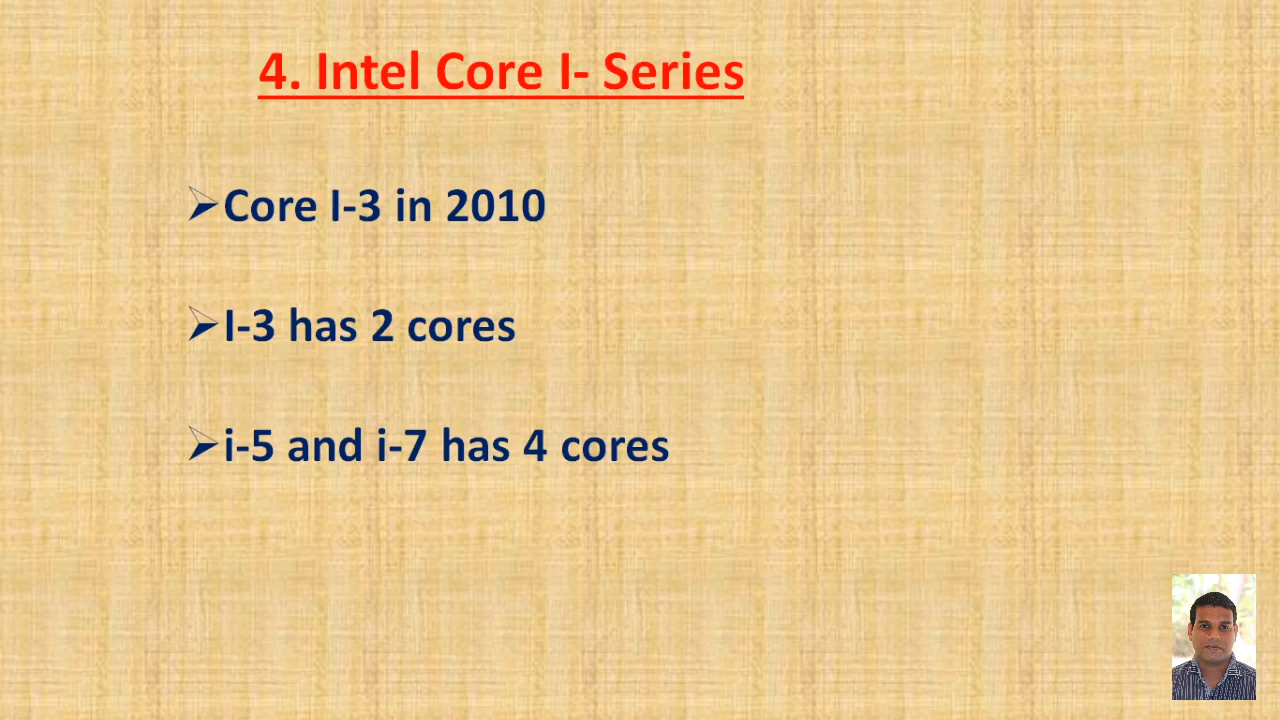 4. Intel Core I- Series
➢Core I-3 in 2010
➢I-3 has 2 cores
➢i-5 and i-7 has 4 cores